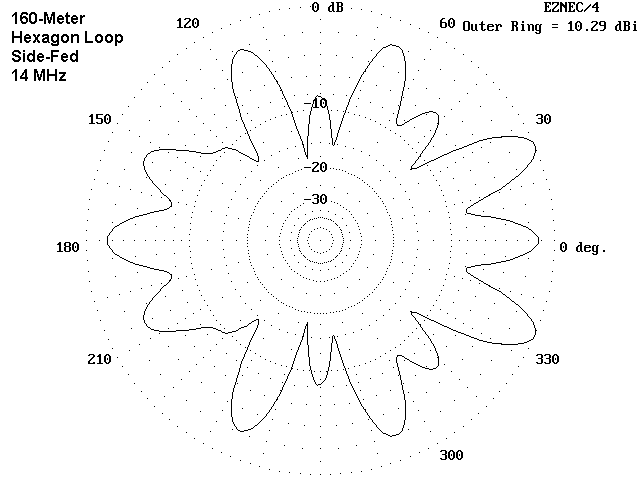 160-Meter
Hexagon Loop
Side-Fed
14 MHz
0 dB
EZNEC/4
Outer Ring = 10.29 dBi
120
60
-10
150
30
-20
-30
180
0 deg.
210
330
300